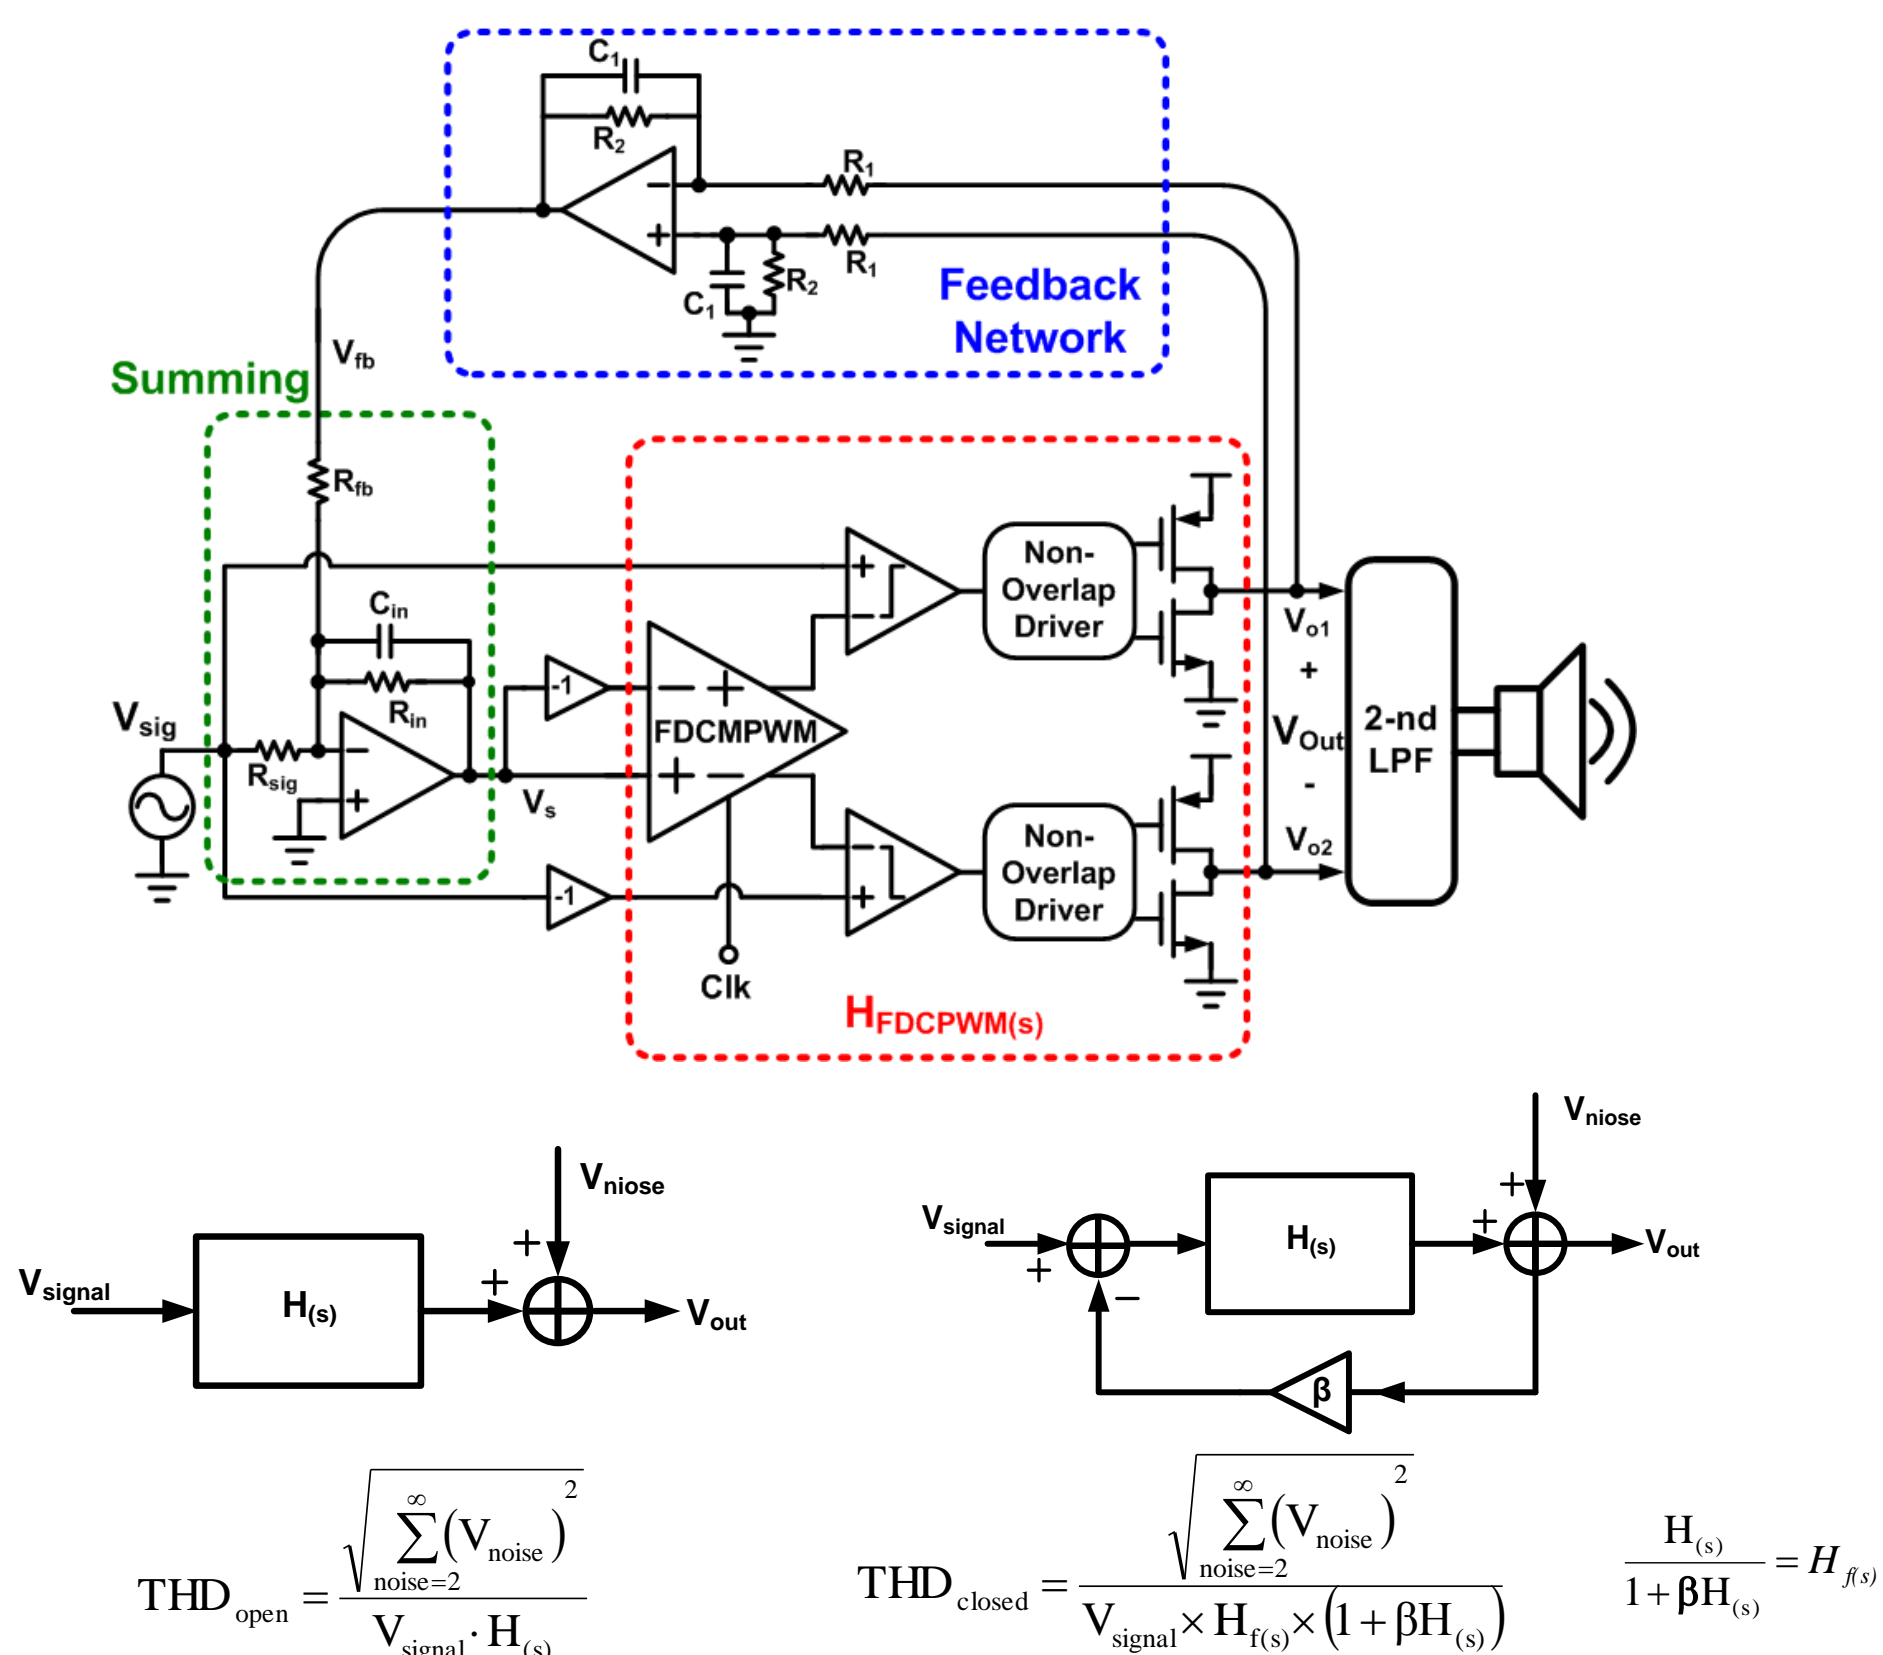 C1
R2
R1
R1
R2
C1
Feedback
Network
Vfb
Summing
Rfb
Cin
Rin
Vsig
Rsig
Vs
-1
-1
FDCMPWM
Clk
Non-
Overlap
Driver
Non-
Overlap
Driver
Vo1
+
VOut
-
Vo2
2-nd
LPF
HFDCPWM(s)
Vniose
Vsignal
H(s)
Vout
Vniose
Vsignal
H(s)
Vout
β
THDopen = √∑∞noise=2 (Vnoise)2 / Vsignal · H(s)
THDclosed = √∑∞noise=2 (Vnoise)2 / Vsignal × Hf(s) × (1 + βH(s))
H(s) / 1 + βH(s) = Hf(s)